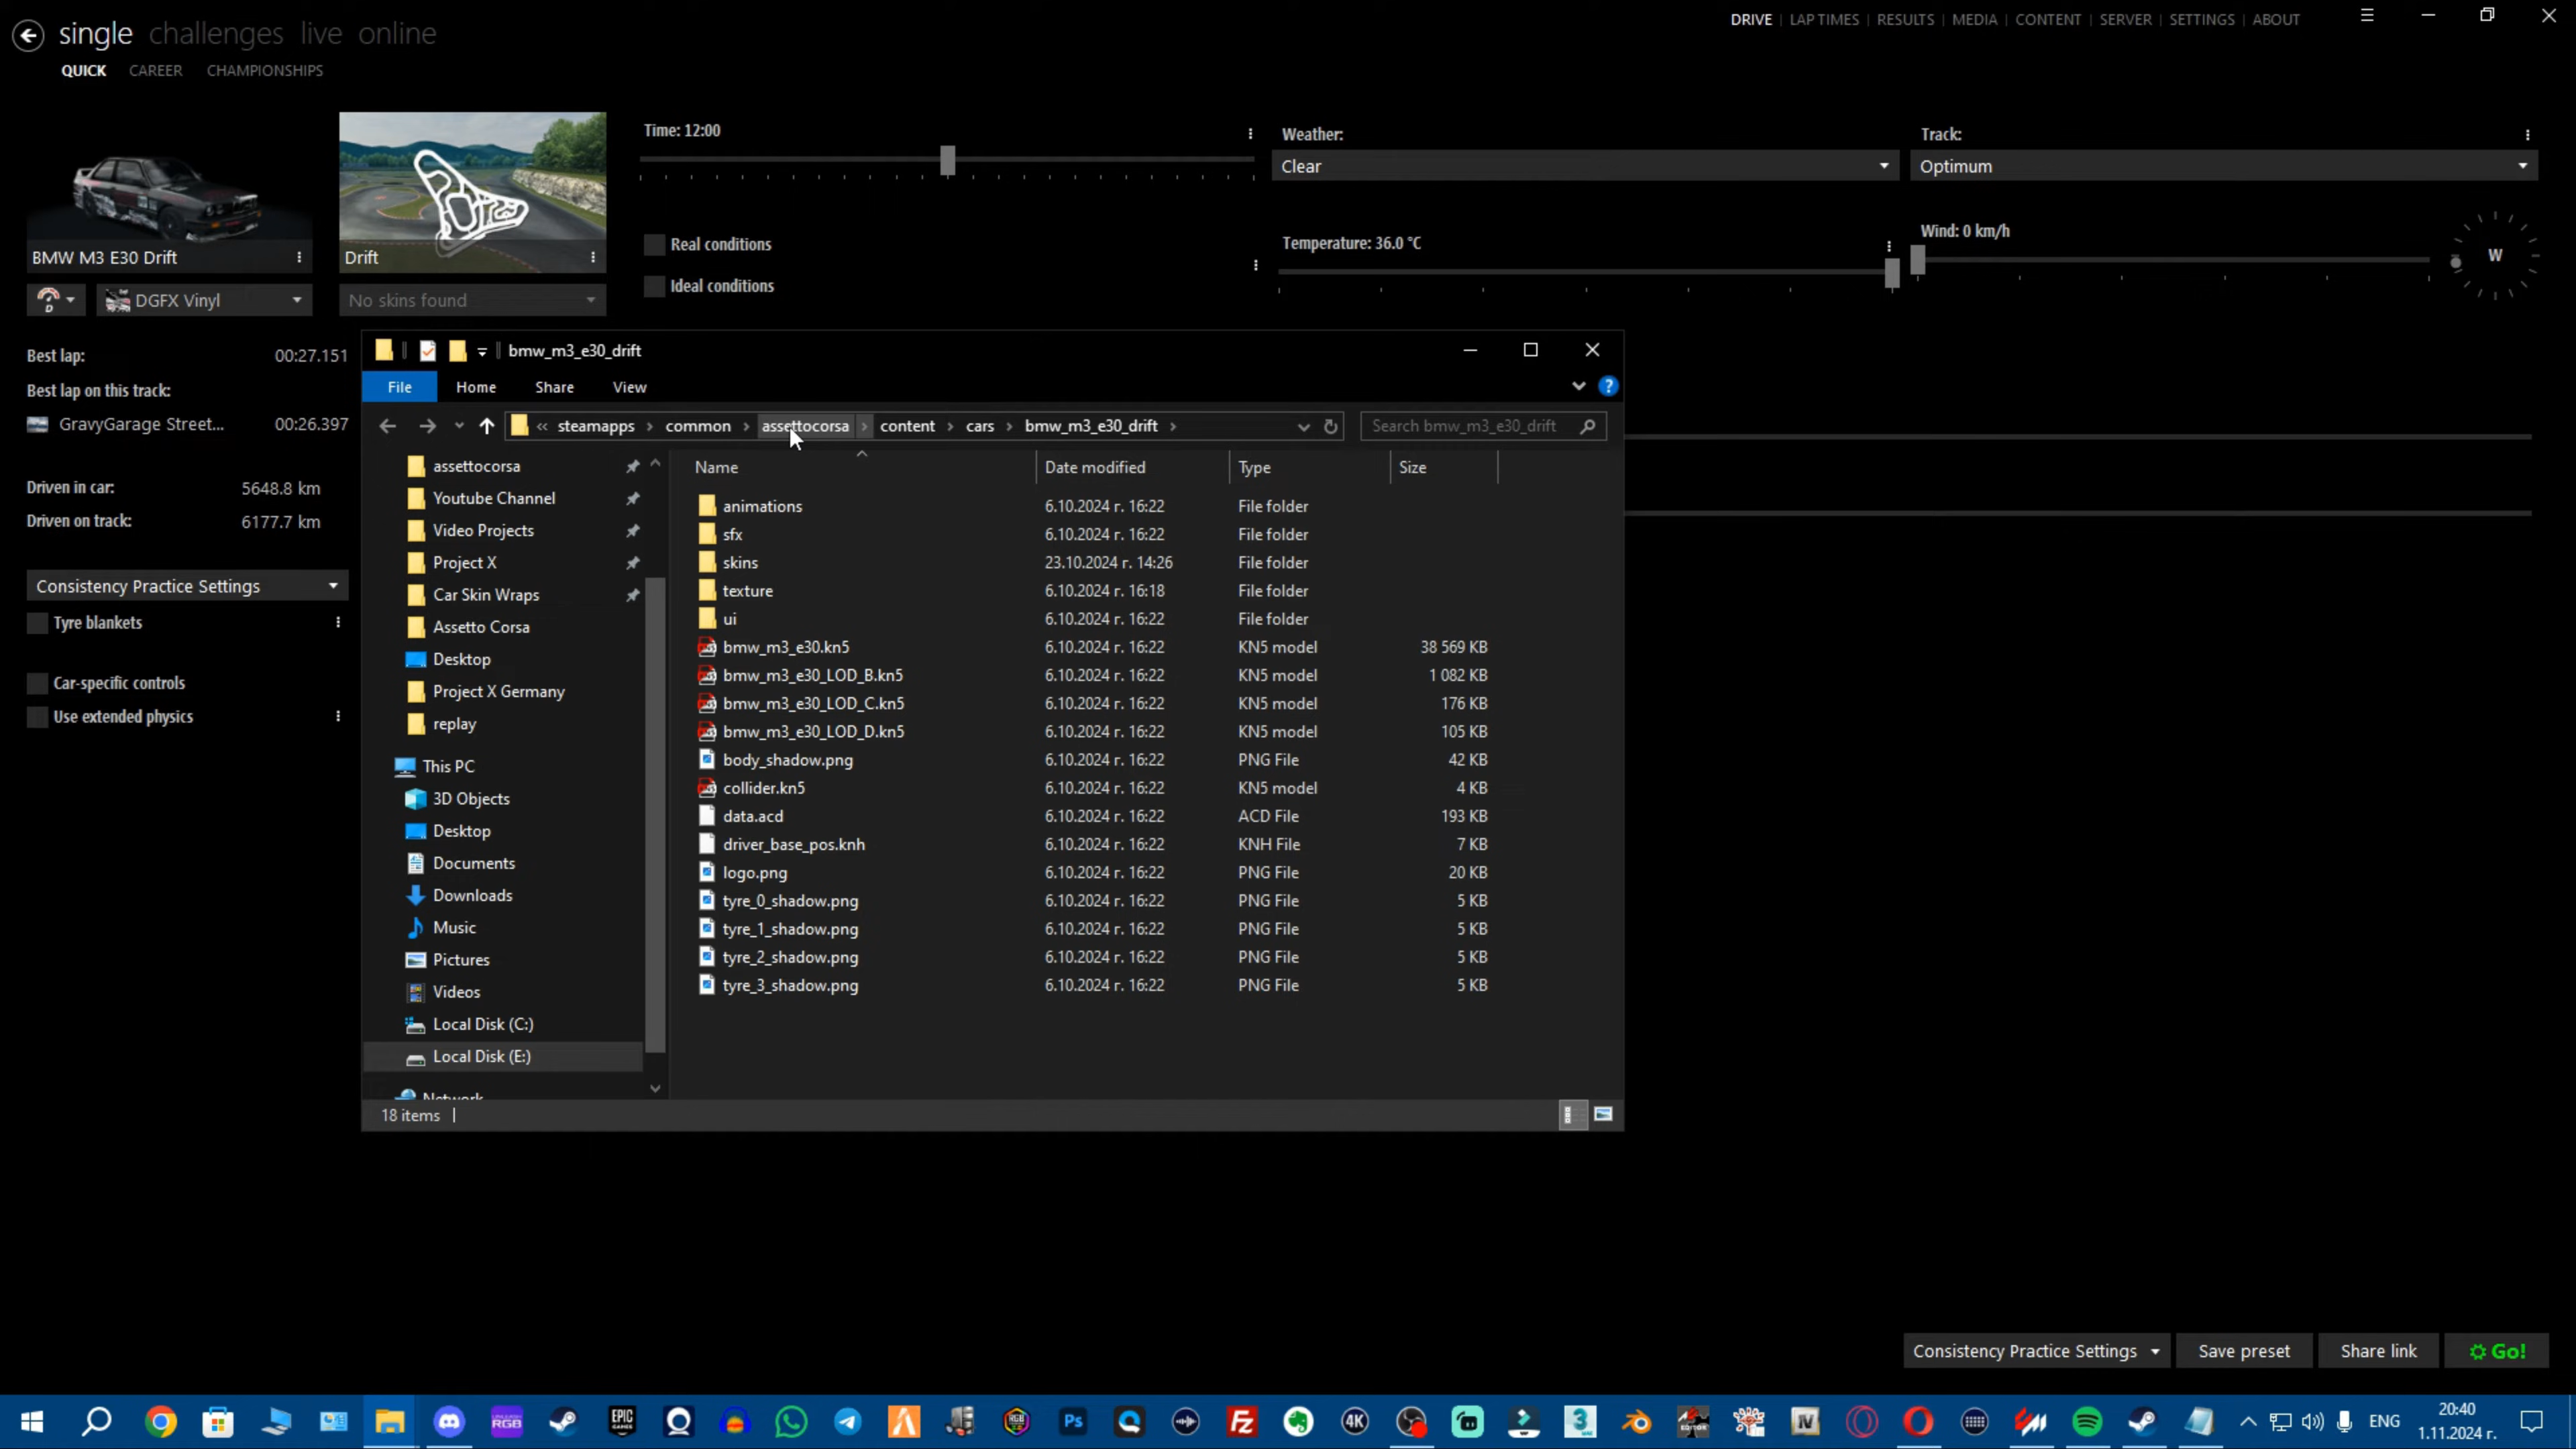 single challenges live online
DRIVE | LAP TIMES | RESULTS | MEDIA | CONTENT | SERVER | SETTINGS | ABOUT
QUICK CAREER CHAMPIONSHIPS
BMW M3 E30 Drift
D
DGFX Vinyl
Drift
No skins found
Time: 12:00
Real conditions
Ideal conditions
Weather:
Clear
Temperature: 36.0 °C
Track:
Optimum
Wind: 0 km/h
W
Best lap: 00:27.151
Best lap on this track:
GravyGarage Street... 00:26.397
Driven in car: 5648.8 km
Driven on track: 6177.7 km
Consistency Practice Settings
Tyre blankets
Car-specific controls
Use extended physics
bmw_m3_e30_drift
File Home Share View
« steamapps › common › assettocorsa › content › cars › bmw_m3_e30_drift ›
Search bmw_m3_e30_drift
assettocorsa
Youtube Channel
Video Projects
Project X
Car Skin Wraps
Assetto Corsa
Desktop
Project X Germany
replay
This PC
3D Objects
Desktop
Documents
Downloads
Music
Pictures
Videos
Local Disk (C:)
Local Disk (E:)
Network
Name Date modified Type Size
animations 6.10.2024 г. 16:22 File folder
sfx 6.10.2024 г. 16:22 File folder
skins 23.10.2024 г. 14:26 File folder
texture 6.10.2024 г. 16:18 File folder
ui 6.10.2024 г. 16:22 File folder
bmw_m3_e30.kn5 6.10.2024 г. 16:22 KN5 model 38 569 KB
bmw_m3_e30_LOD_B.kn5 6.10.2024 г. 16:22 KN5 model 1 082 KB
bmw_m3_e30_LOD_C.kn5 6.10.2024 г. 16:22 KN5 model 176 KB
bmw_m3_e30_LOD_D.kn5 6.10.2024 г. 16:22 KN5 model 105 KB
body_shadow.png 6.10.2024 г. 16:22 PNG File 42 KB
collider.kn5 6.10.2024 г. 16:22 KN5 model 4 KB
data.acd 6.10.2024 г. 16:22 ACD File 193 KB
driver_base_pos.knh 6.10.2024 г. 16:22 KNH File 7 KB
logo.png 6.10.2024 г. 16:22 PNG File 20 KB
tyre_0_shadow.png 6.10.2024 г. 16:22 PNG File 5 KB
tyre_1_shadow.png 6.10.2024 г. 16:22 PNG File 5 KB
tyre_2_shadow.png 6.10.2024 г. 16:22 PNG File 5 KB
tyre_3_shadow.png 6.10.2024 г. 16:22 PNG File 5 KB
18 items
Consistency Practice Settings
Save preset
Share link
Go!
RGB
EPIC GAMES
Ps
Fz
4K
3
EDITOR
IV
ENG
20:40
1.11.2024 г.